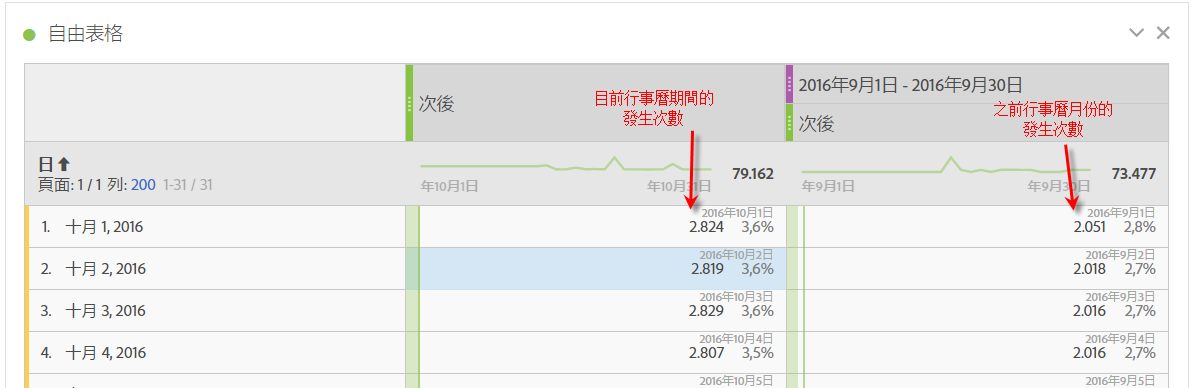 自由表格
2016年9月1日 - 2016年9月30日
次後
目前行事曆期間的
發生次數
次後
之前行事曆月份的
發生次數
日
頁面: 1 / 1 列: 200 1-31 / 31
年10月1日 年10月31日 79.162
年9月1日 年9月30日 73.477
2016年10月1日 2016年9月1日
1. 十月 1, 2016 2.824 3,6% 2.051 2,8%
2016年10月2日 2016年9月2日
2. 十月 2, 2016 2.819 3,6% 2.018 2,7%
2016年10月3日 2016年9月3日
3. 十月 3, 2016 2.829 3,6% 2.016 2,7%
2016年10月4日 2016年9月4日
4. 十月 4, 2016 2.807 3,5% 2.016 2,7%
2016年10月5日 2016年9月5日